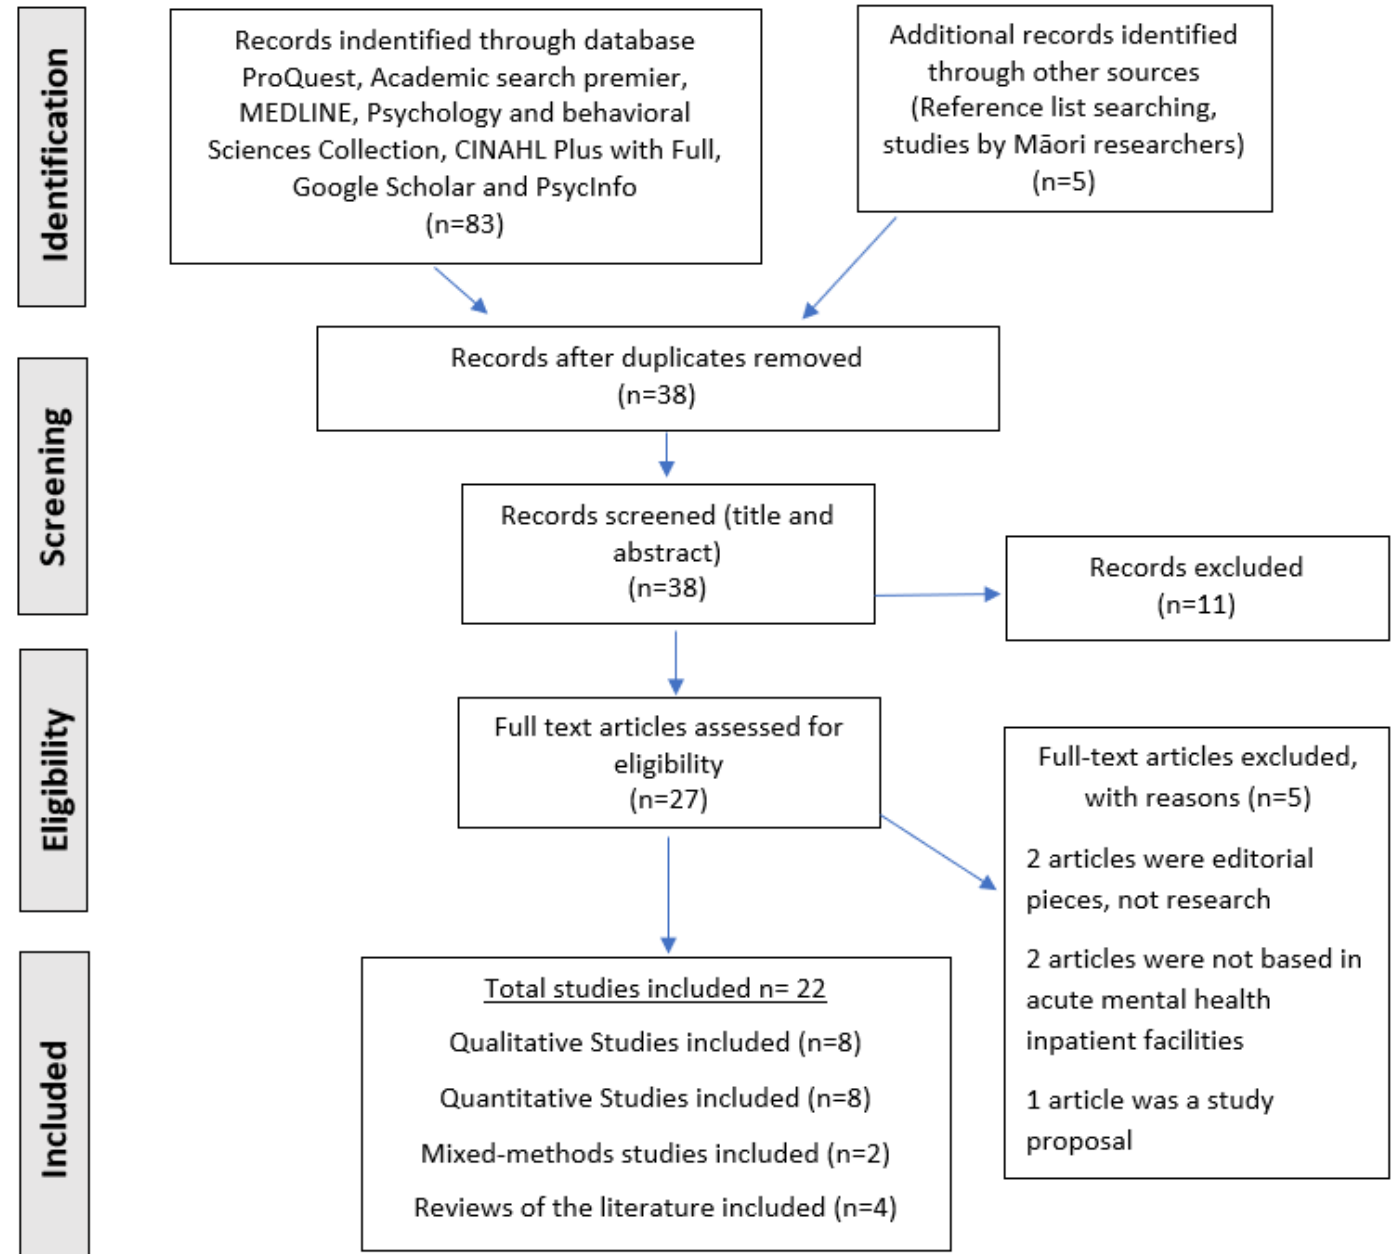 Identification
Records indentified through database
ProQuest, Academic search premier,
MEDLINE, Psychology and behavioral
Sciences Collection, CINAHL Plus with Full,
Google Scholar and PsycInfo
(n=83)
Additional records identified
through other sources
(Reference list searching,
studies by Māori researchers)
(n=5)
Screening
Records after duplicates removed
(n=38)
Records screened (title and
abstract)
(n=38)
Records excluded
(n=11)
Eligibility
Full text articles assessed for
eligibility
(n=27)
Full-text articles excluded,
with reasons (n=5)
2 articles were editorial
pieces, not research
2 articles were not based in
acute mental health
inpatient facilities
1 article was a study
proposal
Included
Total studies included n= 22
Qualitative Studies included (n=8)
Quantitative Studies included (n=8)
Mixed-methods studies included (n=2)
Reviews of the literature included (n=4)